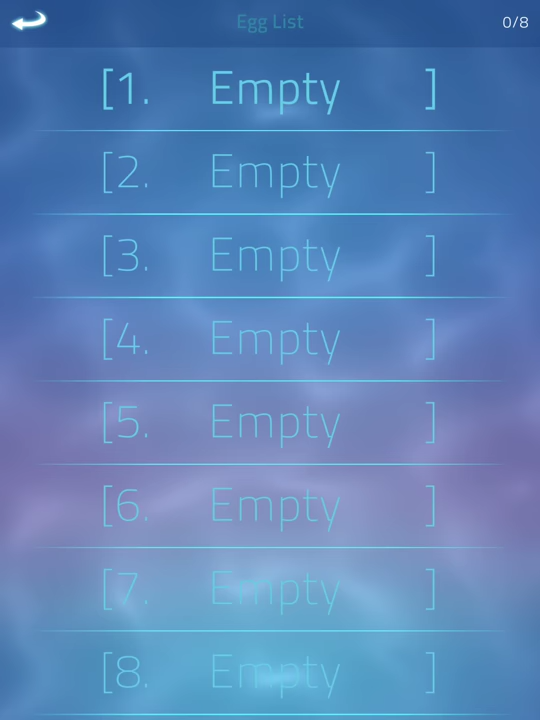 Egg List 0/8
[1. Empty ]
[2. Empty ]
[3. Empty ]
[4. Empty ]
[5. Empty ]
[6. Empty ]
[7. Empty ]
[8. Empty ]